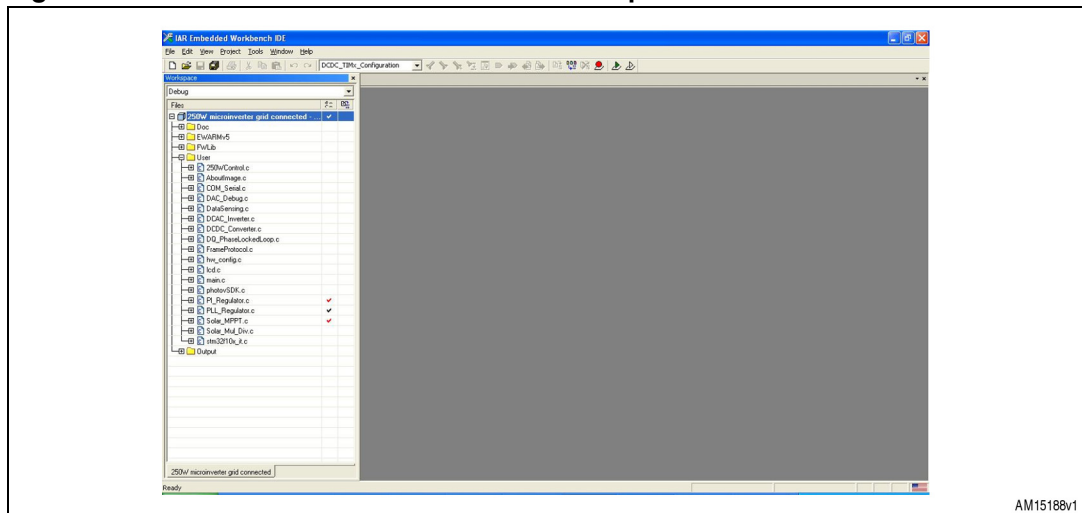 IAR Embedded Workbench IDE
File Edit View Project Tools Window Help
DCDC_TIMx_Configuration
Workspace
Debug
Files
250W microinverter grid connected - ...
Doc
EWARMv5
FWLib
User
250WControl.c
AboutImage.c
COM_Serial.c
DAC_Debug.c
DataSensing.c
DCAC_Inverter.c
DCDC_Converter.c
DQ_PhaseLockedLoop.c
FrameProtocol.c
hw_config.c
lcd.c
main.c
photovSDK.c
PI_Regulator.c
PLL_Regulator.c
Solar_MPPT.c
Solar_Mul_Div.c
stm32f10x_it.c
Output
250W microinverter grid connected
Ready
AM15188v1